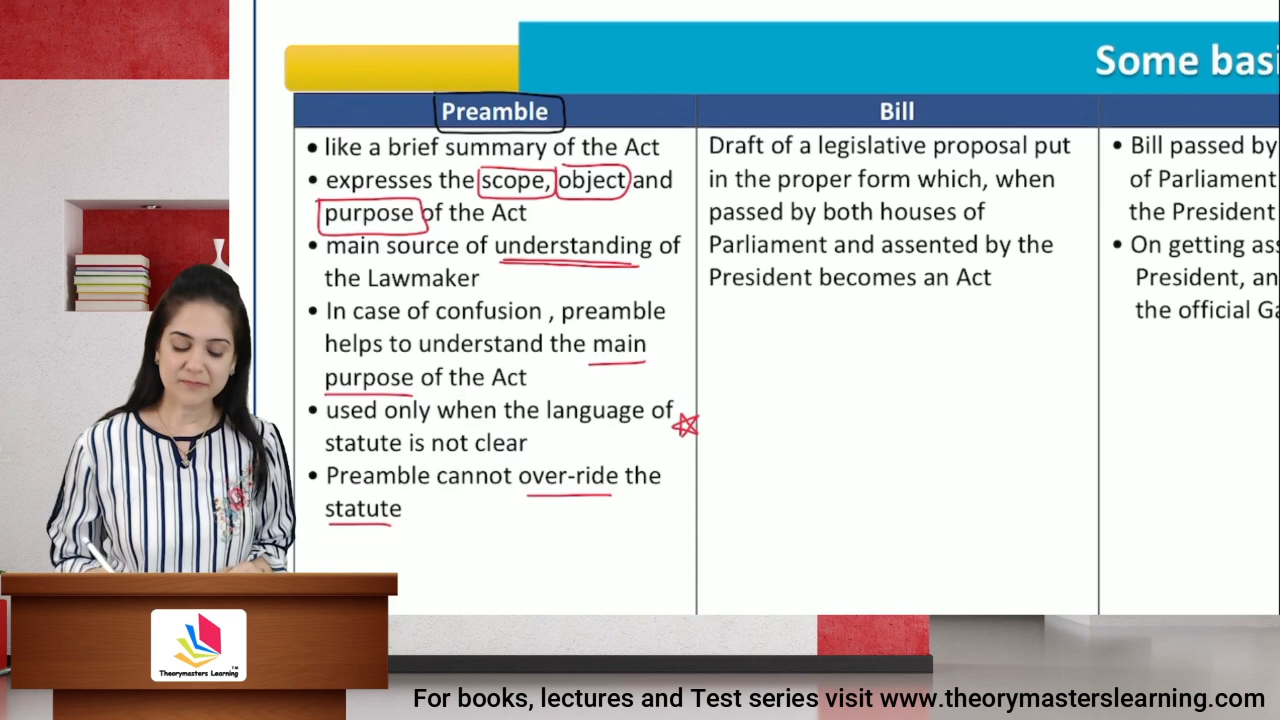 Some basi
Preamble
• like a brief summary of the Act
• expresses the scope, object and
purpose of the Act
• main source of understanding of
the Lawmaker
• In case of confusion , preamble
helps to understand the main
purpose of the Act
• used only when the language of
statute is not clear
• Preamble cannot over-ride the
statute
Bill
Draft of a legislative proposal put
in the proper form which, when
passed by both houses of
Parliament and assented by the
President becomes an Act
• Bill passed by
of Parliament
the President
• On getting ass
President, an
the official Ga
Theorymasters Learning™
For books, lectures and Test series visit www.theorymasterslearning.com